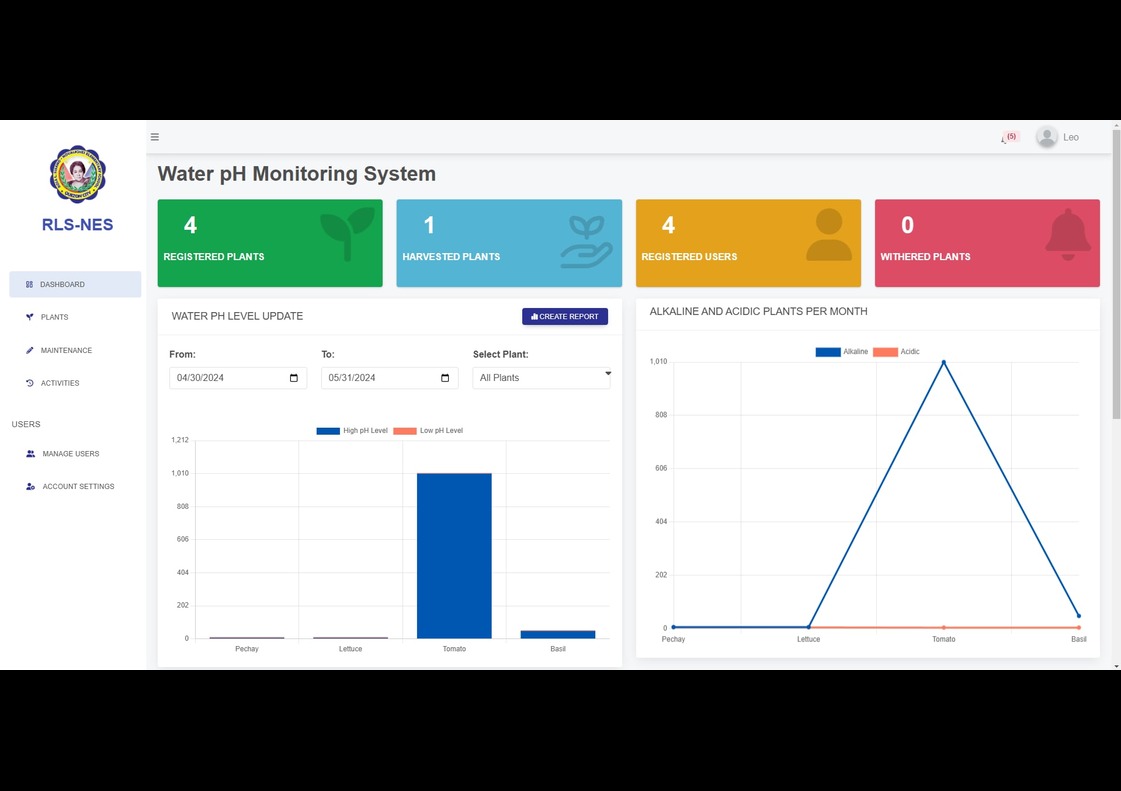 (5)
Leo
RLS-NES
DASHBOARD
PLANTS
MAINTENANCE
ACTIVITIES
USERS
MANAGE USERS
ACCOUNT SETTINGS
Water pH Monitoring System
4
REGISTERED PLANTS
1
HARVESTED PLANTS
4
REGISTERED USERS
0
WITHERED PLANTS
WATER PH LEVEL UPDATE
CREATE REPORT
From:
To:
Select Plant:
04/30/2024
05/31/2024
All Plants
High pH Level
Low pH Level
1,212
1,010
808
606
404
202
0
Pechay
Lettuce
Tomato
Basil
ALKALINE AND ACIDIC PLANTS PER MONTH
Alkaline
Acidic
1,010
808
606
404
202
0
Pechay
Lettuce
Tomato
Basil